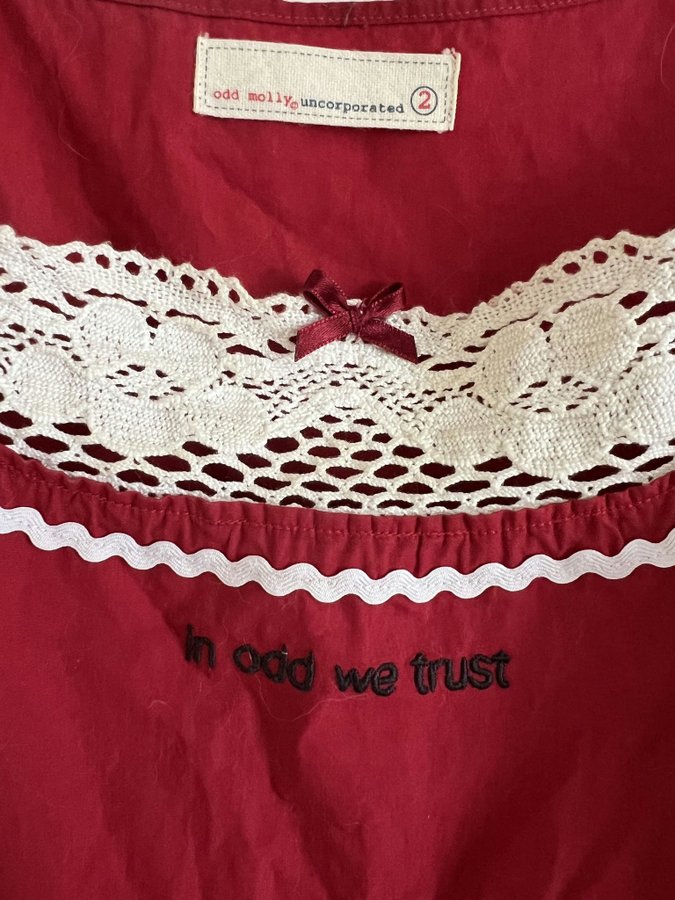 odd molly© uncorporated ②
In odd we trust